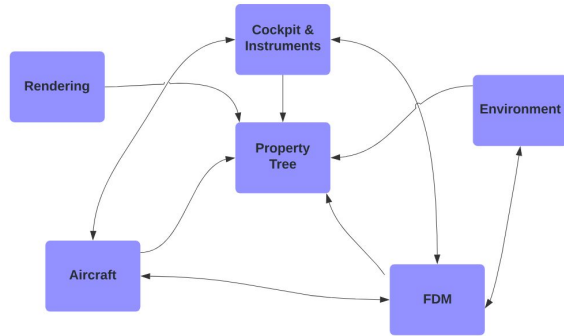 Cockpit &
Instruments
Rendering
Environment
Property
Tree
Aircraft
FDM